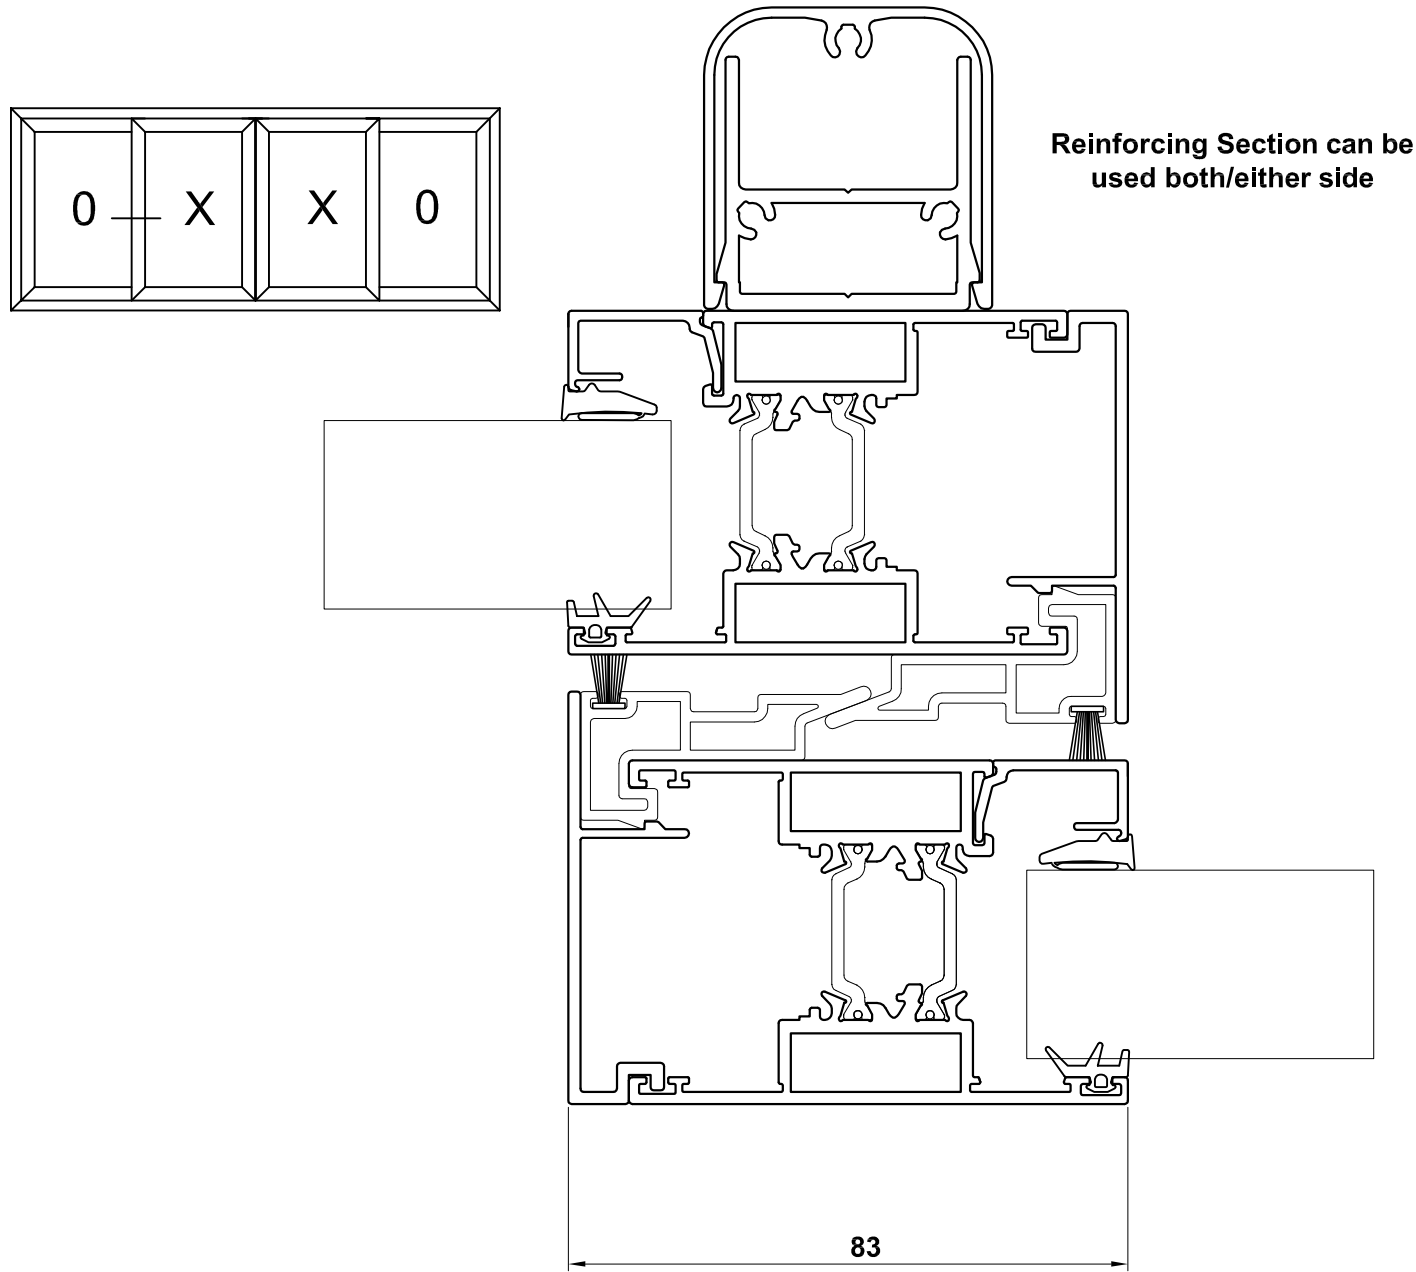 Reinforcing Section can be
used both/either side
0 X X 0
83